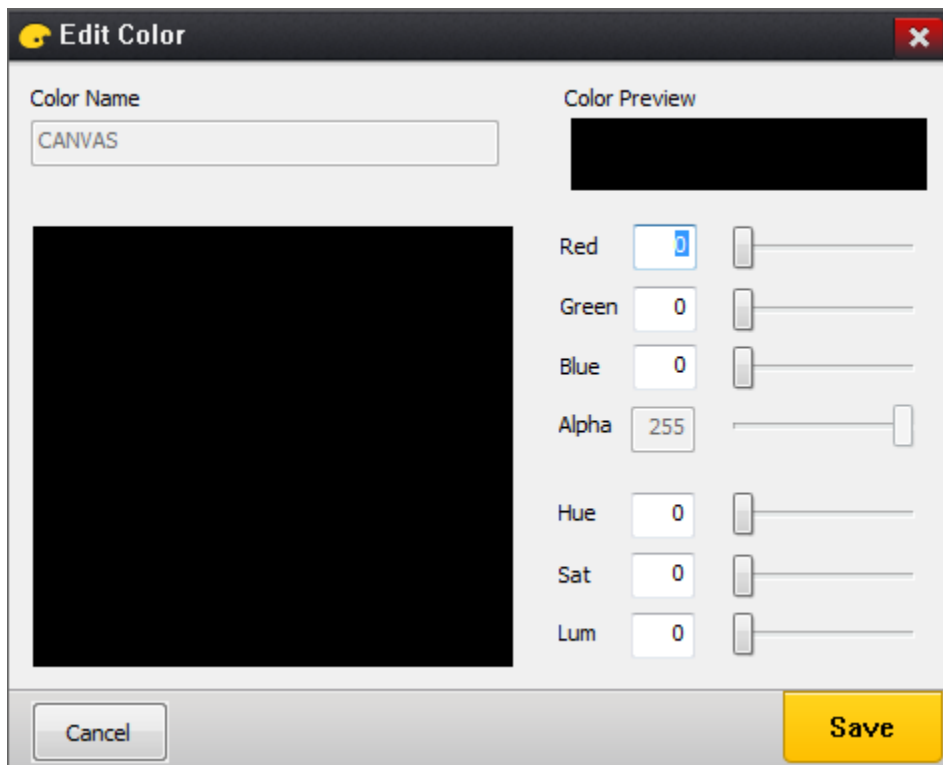 Edit Color
Color Name
Color Preview
CANVAS
Red 0
Green 0
Blue 0
Alpha 255
Hue 0
Sat 0
Lum 0
Cancel
Save